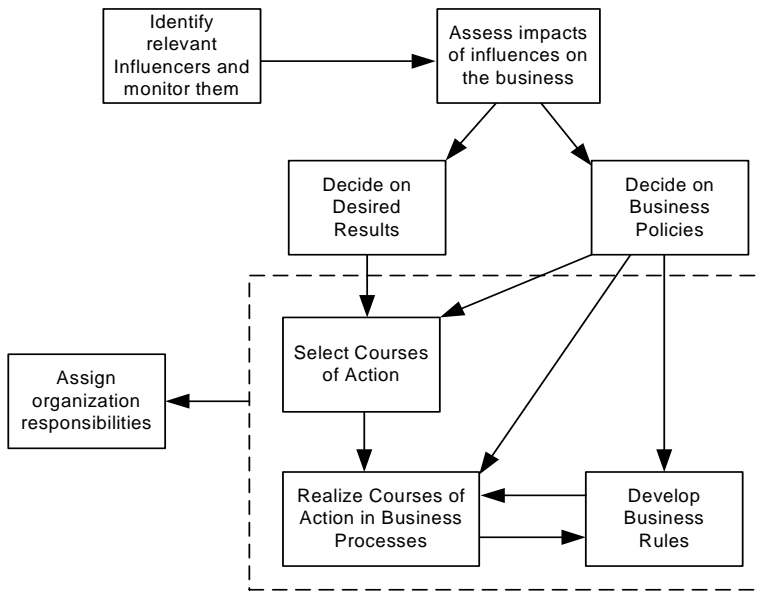 Identify
relevant
Influencers and
monitor them
Assess impacts
of influences on
the business
Decide on
Desired
Results
Decide on
Business
Policies
Select Courses
of Action
Assign
organization
responsibilities
Realize Courses of
Action in Business
Processes
Develop
Business
Rules